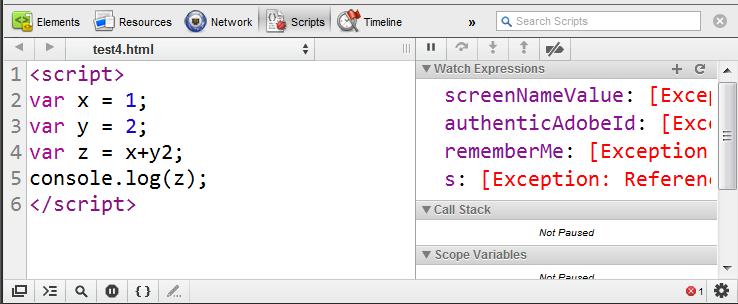 Elements Resources Network Scripts Timeline » Search Scripts
test4.html
1 <script>
2 var x = 1;
3 var y = 2;
4 var z = x+y2;
5 console.log(z);
6 </script>
Watch Expressions
screenNameValue: [Excep
authenticAdobeId: [Exc
rememberMe: [Exception
s: [Exception: Referen
Call Stack
Not Paused
Scope Variables
Not Paused
{ } 1